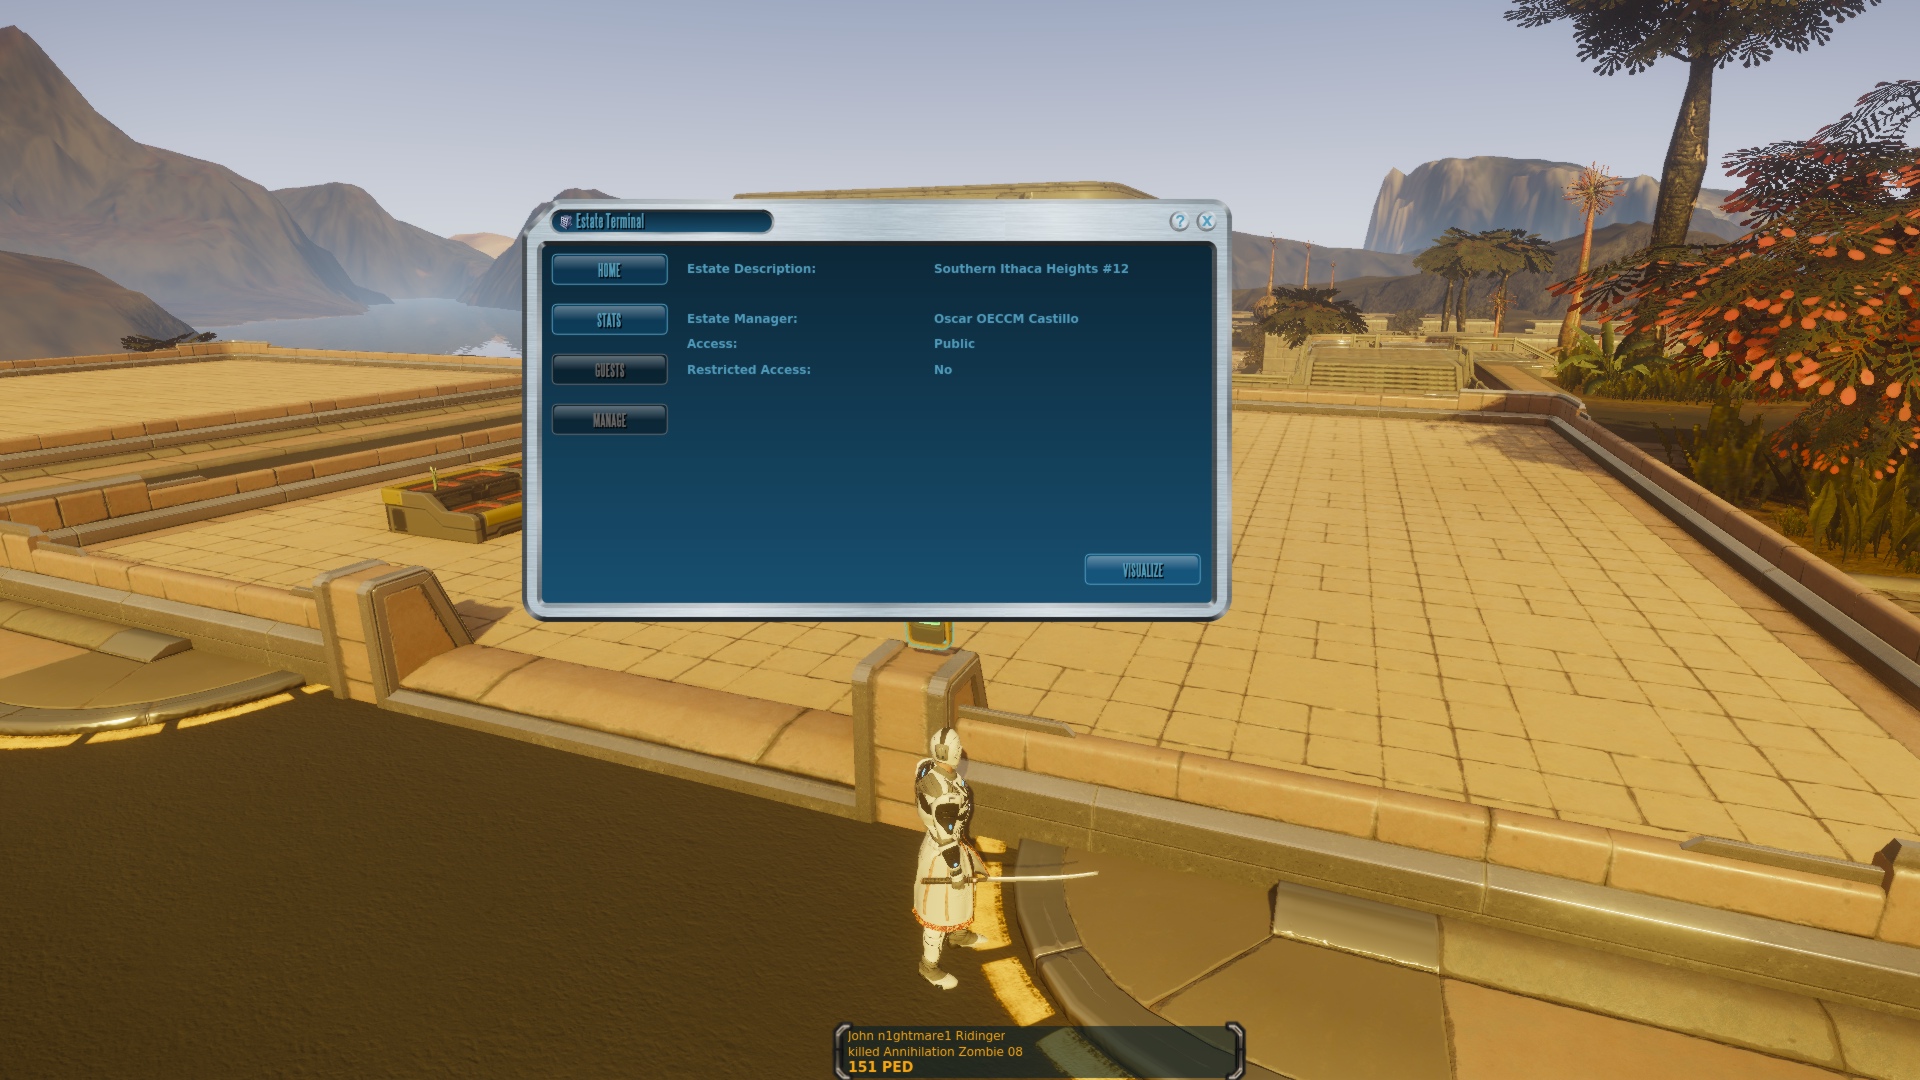 Estate Terminal
HOME
Estate Description: Southern Ithaca Heights #12
STATS
Estate Manager: Oscar OECCM Castillo
Access: Public
GUESTS
Restricted Access: No
MANAGE
VISUALIZE
John n1ghtmare1 Ridinger
killed Annihilation Zombie 08
151 PED